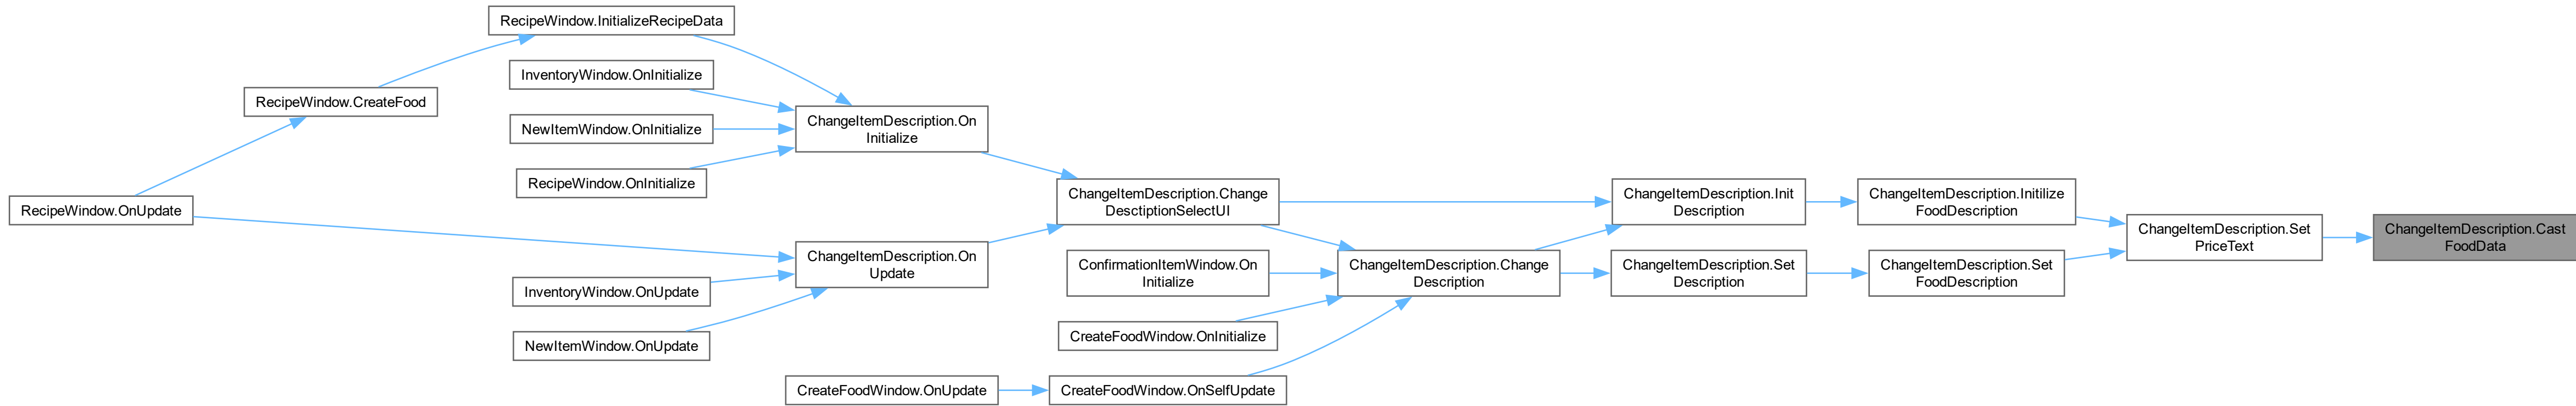 RecipeWindow.InitializeRecipeData
InventoryWindow.OnInitialize
RecipeWindow.CreateFood
ChangeItemDescription.On
Initialize
NewItemWindow.OnInitialize
RecipeWindow.OnInitialize
RecipeWindow.OnUpdate
ChangeItemDescription.Change
DesctiptionSelectUI
ChangeItemDescription.Init
Description
ChangeItemDescription.Initilize
FoodDescription
ChangeItemDescription.Set
PriceText
ChangeItemDescription.Cast
FoodData
ChangeItemDescription.On
Update
ConfirmationItemWindow.On
Initialize
ChangeItemDescription.Change
Description
ChangeItemDescription.Set
Description
ChangeItemDescription.Set
FoodDescription
InventoryWindow.OnUpdate
CreateFoodWindow.OnInitialize
NewItemWindow.OnUpdate
CreateFoodWindow.OnUpdate
CreateFoodWindow.OnSelfUpdate